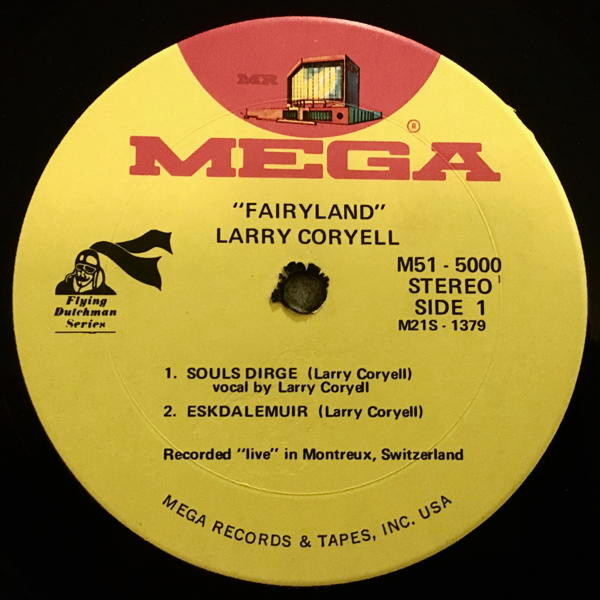 MR
MEGA
®
"FAIRYLAND"
LARRY CORYELL
M51 - 5000
STEREO
SIDE 1
M21S - 1379
Flying
Dutchman
Series
1. SOULS DIRGE (Larry Coryell)
vocal by Larry Coryell
2. ESKDALEMUIR (Larry Coryell)
Recorded "live" in Montreux, Switzerland
MEGA RECORDS & TAPES, INC. USA